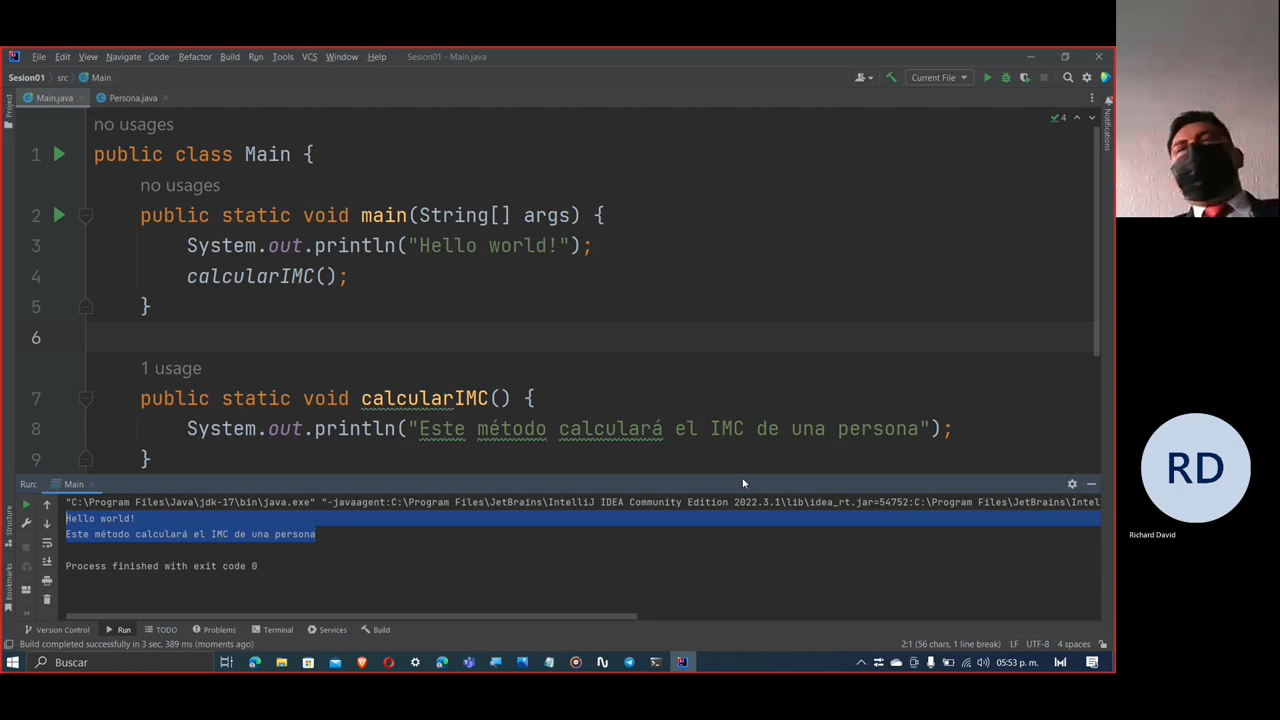 File Edit View Navigate Code Refactor Build Run Tools VCS Window Help Sesion01 - Main.java
Sesion01 src Main Current File
Main.java Persona.java
Project
Notifications
4
no usages
1 public class Main {
no usages
2 public static void main(String[] args) {
3 System.out.println("Hello world!");
4 calcularIMC();
5 }
6
1 usage
7 public static void calcularIMC() {
8 System.out.println("Este método calculará el IMC de una persona");
9 }
Run: Main
"C:\Program Files\Java\jdk-17\bin\java.exe" "-javaagent:C:\Program Files\JetBrains\IntelliJ IDEA Community Edition 2022.3.1\lib\idea_rt.jar=54752:C:\Program Files\JetBrains\Intel
Hello world!
Este método calculará el IMC de una persona
Process finished with exit code 0
Structure
Bookmarks
Version Control Run TODO Problems Terminal Services Build
Build completed successfully in 3 sec, 389 ms (moments ago) 2:1 (56 chars, 1 line break) LF UTF-8 4 spaces
Buscar 05:53 p. m.
RD
Richard David